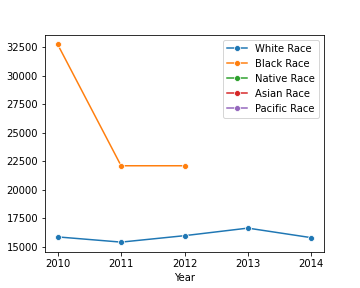 32500
30000
27500
25000
22500
20000
17500
15000
White Race
Black Race
Native Race
Asian Race
Pacific Race
2010 2011 2012 2013 2014
Year